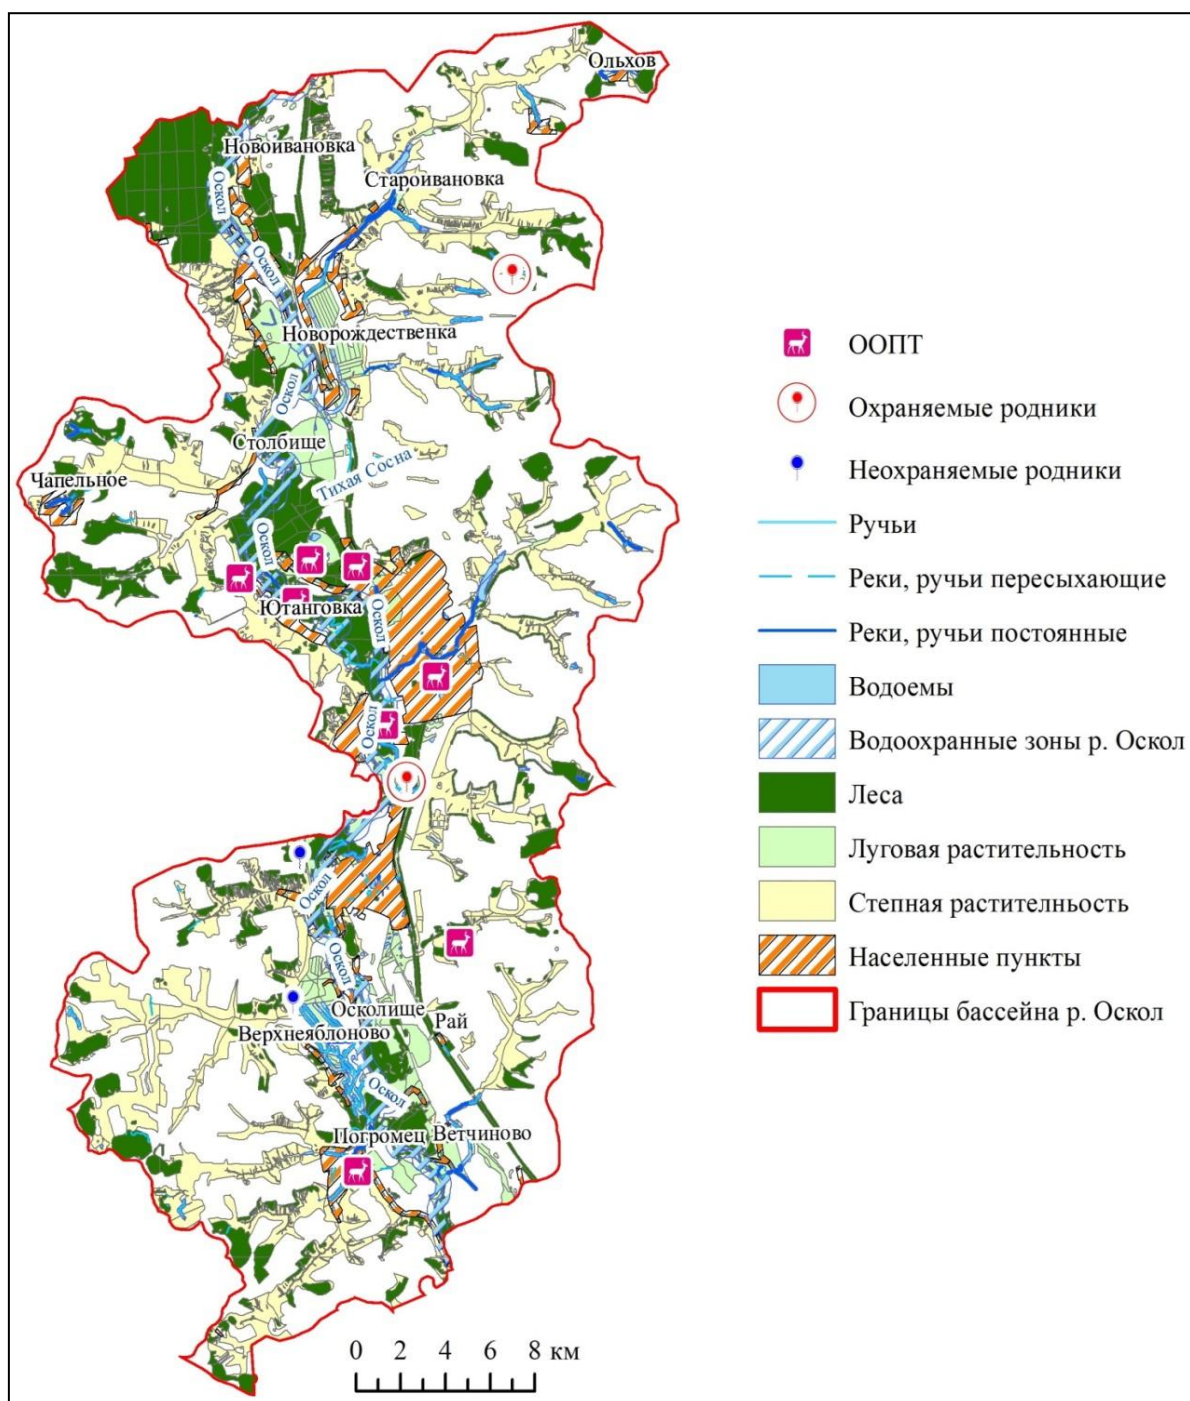 Ольхов
Новоивановка
Староивановка
Оскол
Оскол
Новорождественка
Оскол
Столбище
Тихая Сосна
Чапельное
Оскол
Ютанговка
Оскол
Оскол
Оскол
Оскол
Осколище
Рай
Верхнеяблоново
Оскол
Погромец
Ветчиново
0 2 4 6 8 км
ООПТ
Охраняемые родники
Неохраняемые родники
Ручьи
Реки, ручьи пересыхающие
Реки, ручьи постоянные
Водоемы
Водоохранные зоны р. Оскол
Леса
Луговая растительность
Степная растителньость
Населенные пункты
Границы бассейна р. Оскол